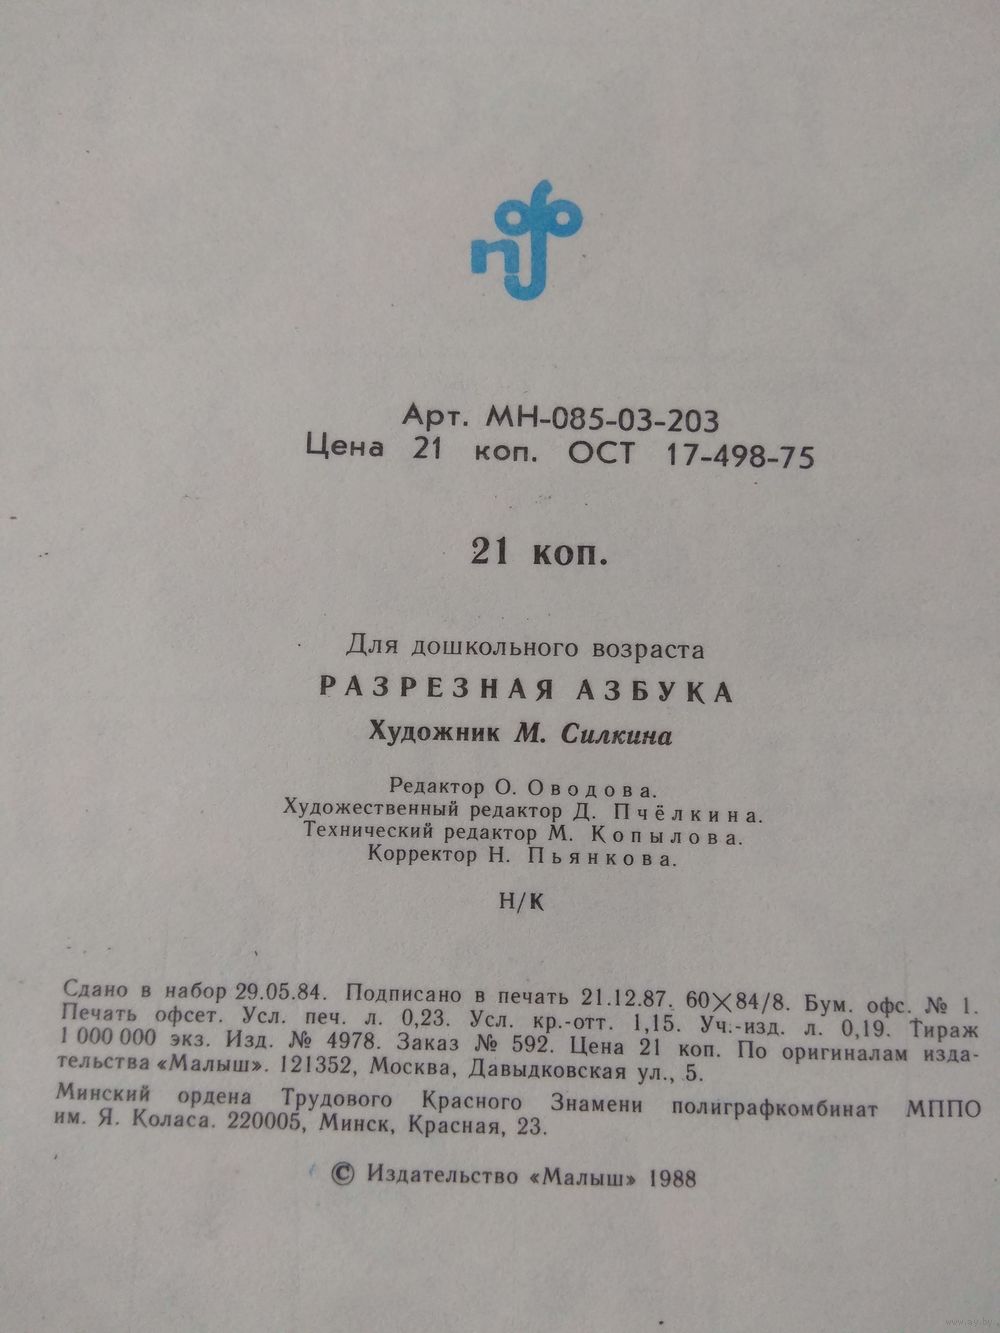 Арт. МН-085-03-203
Цена 21 коп. ОСТ 17-498-75
21 коп.
Для дошкольного возраста
РАЗРЕЗНАЯ АЗБУКА
Художник М. Силкина
Редактор О. Оводова.
Художественный редактор Д. Пчёлкина.
Технический редактор М. Копылова.
Корректор Н. Пьянкова.
Н/К
Сдано в набор 29.05.84. Подписано в печать 21.12.87. 60×84/8. Бум. офс. № 1.
Печать офсет. Усл. печ. л. 0,23. Усл. кр.-отт. 1,15. Уч.-изд. л. 0,19. Тираж
1 000 000 экз. Изд. № 4978. Заказ № 592. Цена 21 коп. По оригиналам изда-
тельства «Малыш». 121352, Москва, Давыдковская ул., 5.
Минский ордена Трудового Красного Знамени полиграфкомбинат МППО
им. Я. Коласа. 220005, Минск, Красная, 23.
© Издательство «Малыш» 1988
www.ay.by